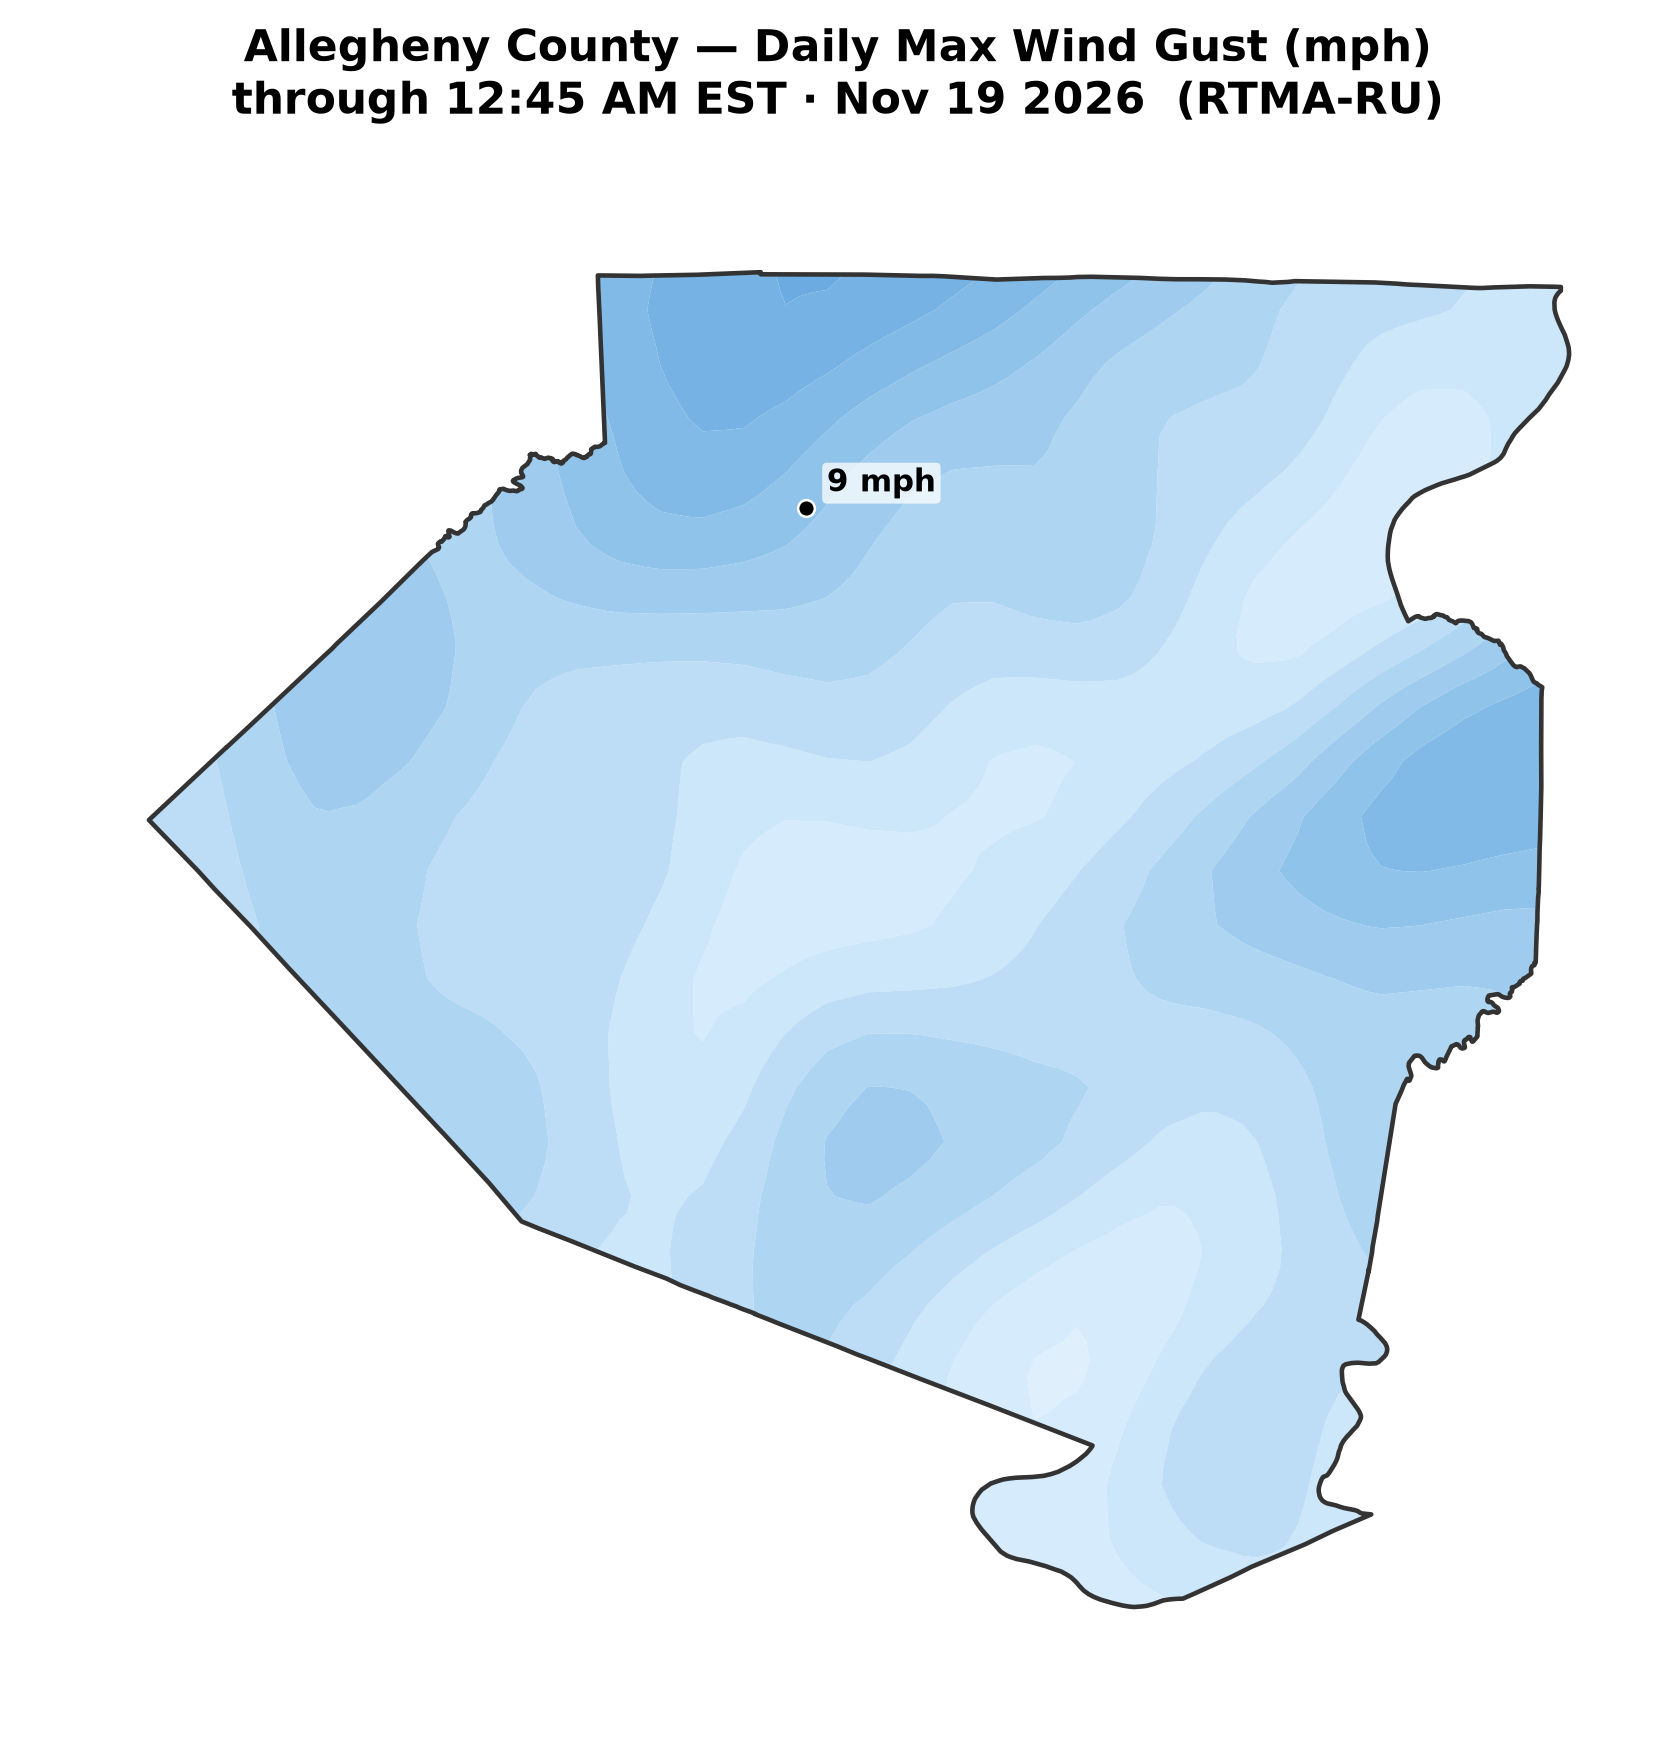 Allegheny County — Daily Max Wind Gust (mph)
through 12:45 AM EST · Nov 19 2026  (RTMA-RU)
9 mph